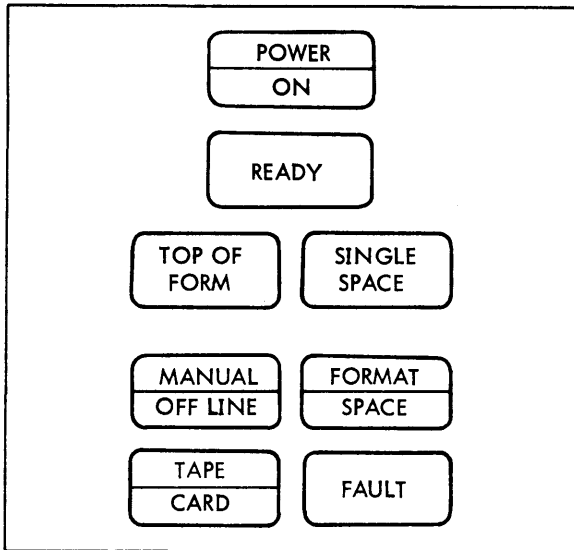 POWER
ON
READY
TOP OF
FORM
SINGLE
SPACE
MANUAL
OFF LINE
FORMAT
SPACE
TAPE
CARD
FAULT